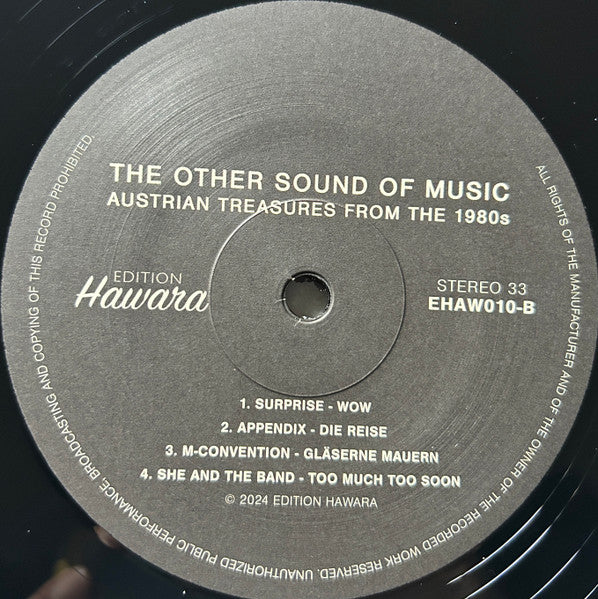 THE OTHER SOUND OF MUSIC
AUSTRIAN TREASURES FROM THE 1980s
EDITION
Hawara
STEREO 33
EHAW010-B
1. SURPRISE - WOW
2. APPENDIX - DIE REISE
3. M-CONVENTION - GLÄSERNE MAUERN
4. SHE AND THE BAND - TOO MUCH TOO SOON
© 2024 EDITION HAWARA
ALL RIGHTS OF THE MANUFACTURER AND OF THE OWNER OF THE RECORDED WORK RESERVED. UNAUTHORIZED PUBLIC PERFORMANCE, BROADCASTING AND COPYING OF THIS RECORD PROHIBITED.